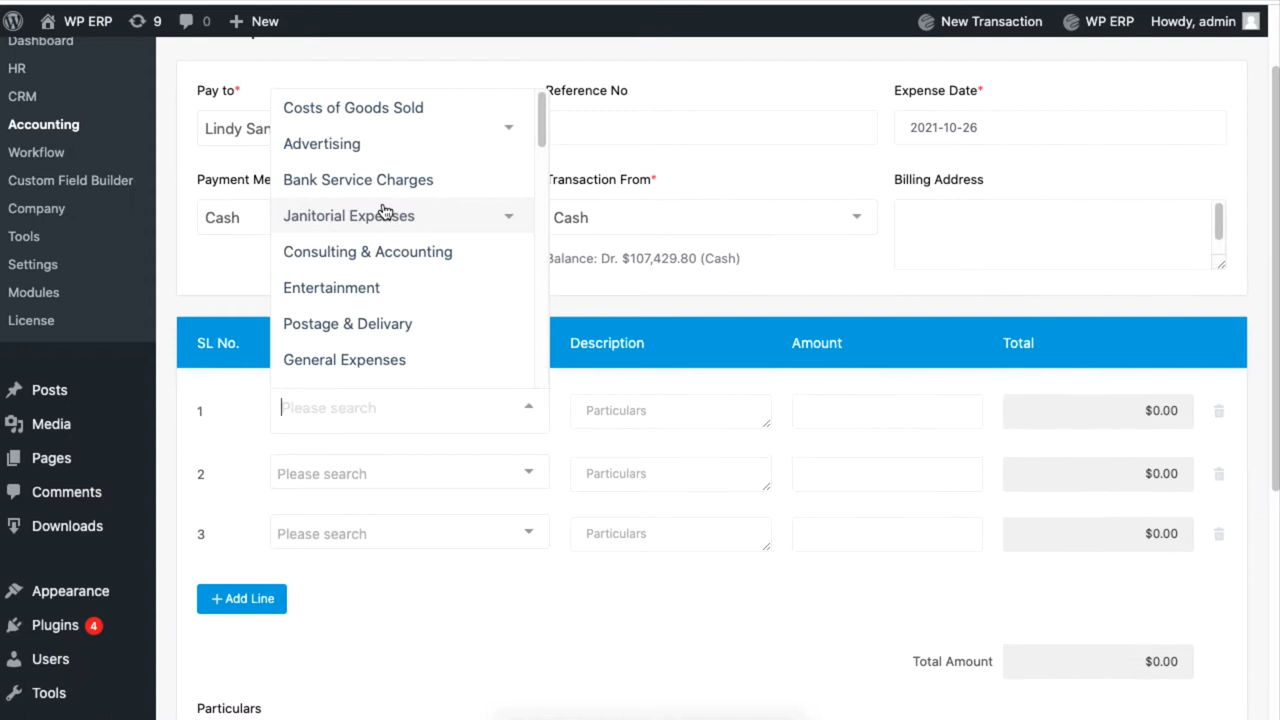 WP ERP 9 0 New New Transaction WP ERP Howdy, admin
Dashboard
HR
CRM
Accounting
Workflow
Custom Field Builder
Company
Tools
Settings
Modules
License
Posts
Media
Pages
Comments
Downloads
Appearance
Plugins 4
Users
Tools
Pay to* Reference No Expense Date*
Lindy San 2021-10-26
Payment Me Transaction From* Billing Address
Cash Cash
Balance: Dr. $107,429.80 (Cash)
Costs of Goods Sold
Advertising
Bank Service Charges
Janitorial Expenses
Consulting & Accounting
Entertainment
Postage & Delivary
General Expenses
SL No. Description Amount Total
1 Please search Particulars $0.00
2 Please search Particulars $0.00
3 Please search Particulars $0.00
+ Add Line
Total Amount $0.00
Particulars